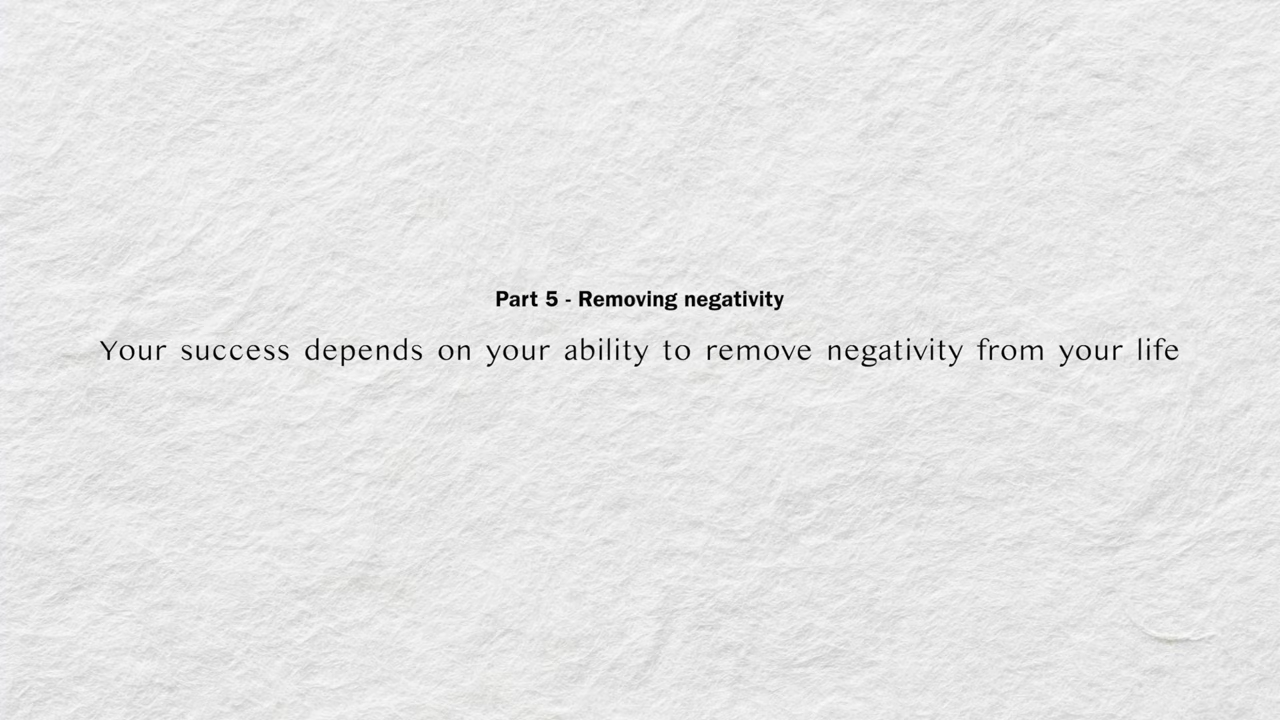 Part 5 - Removing negativity
Your success depends on your ability to remove negativity from your life